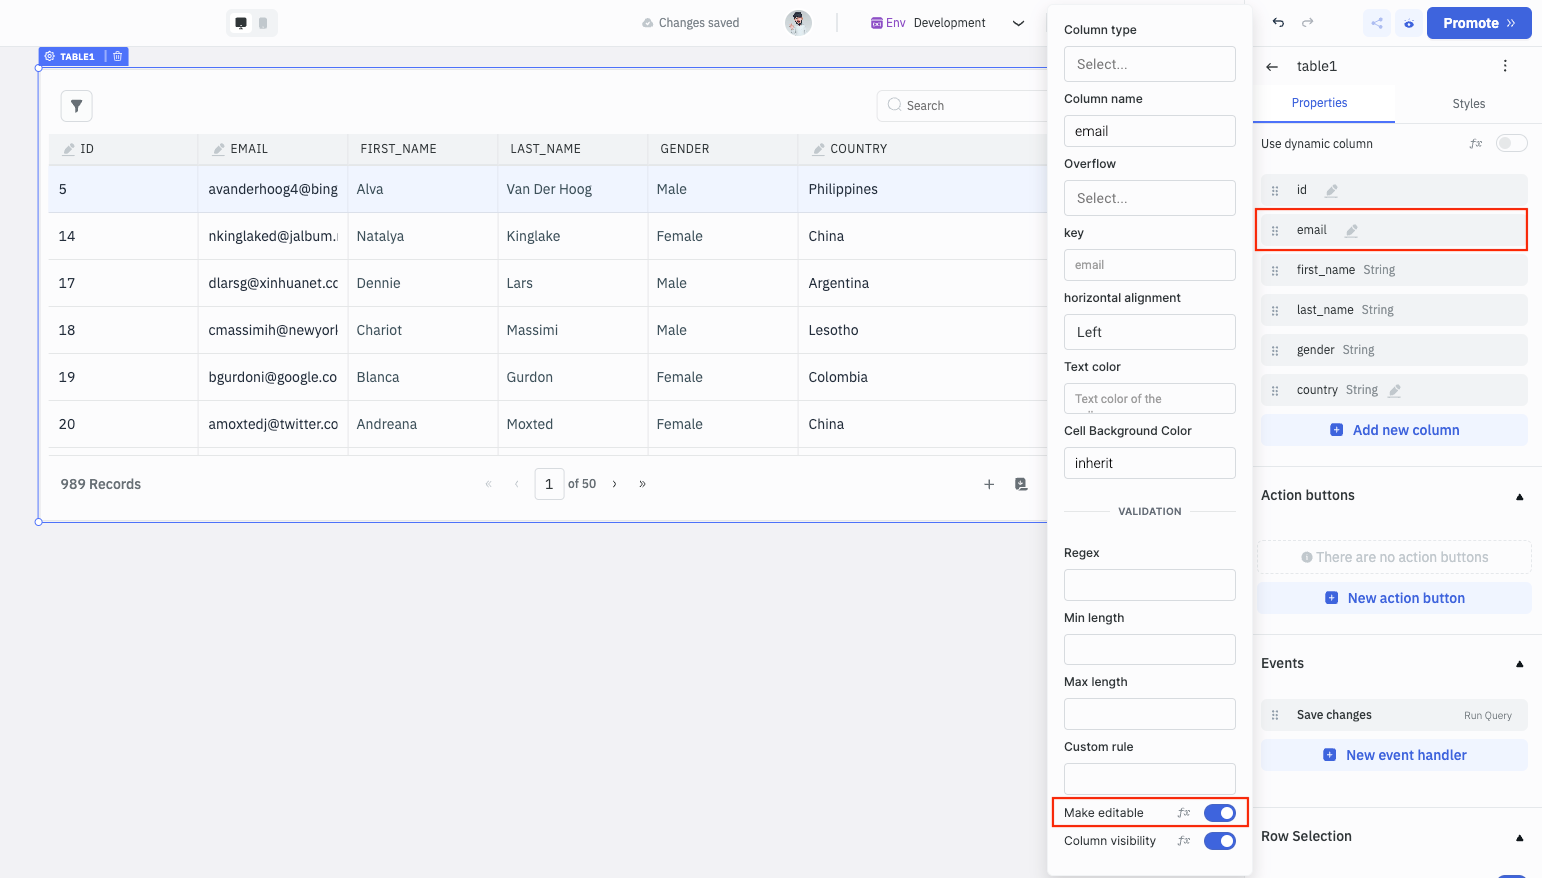 Changes saved
Env Development
Promote »
TABLE1
Search
ID EMAIL FIRST_NAME LAST_NAME GENDER COUNTRY
5 avanderhoog4@bing Alva Van Der Hoog Male Philippines
14 nkinglaked@jalbum. Natalya Kinglake Female China
17 dlarsg@xinhuanet.cc Dennie Lars Male Argentina
18 cmassimih@newyorl Chariot Massimi Male Lesotho
19 bgurdoni@google.co Blanca Gurdon Female Colombia
20 amoxtedj@twitter.co Andreana Moxted Female China
989 Records
« ‹ 1 of 50 › »
+
Column type
Select...
Column name
email
Overflow
Select...
key
email
horizontal alignment
Left
Text color
Text color of the
Cell Background Color
inherit
VALIDATION
Regex
Min length
Max length
Custom rule
Make editable fx
Column visibility fx
table1
Properties Styles
Use dynamic column fx
id
email
first_name String
last_name String
gender String
country String
Add new column
Action buttons
There are no action buttons
New action button
Events
Save changes Run Query
New event handler
Row Selection